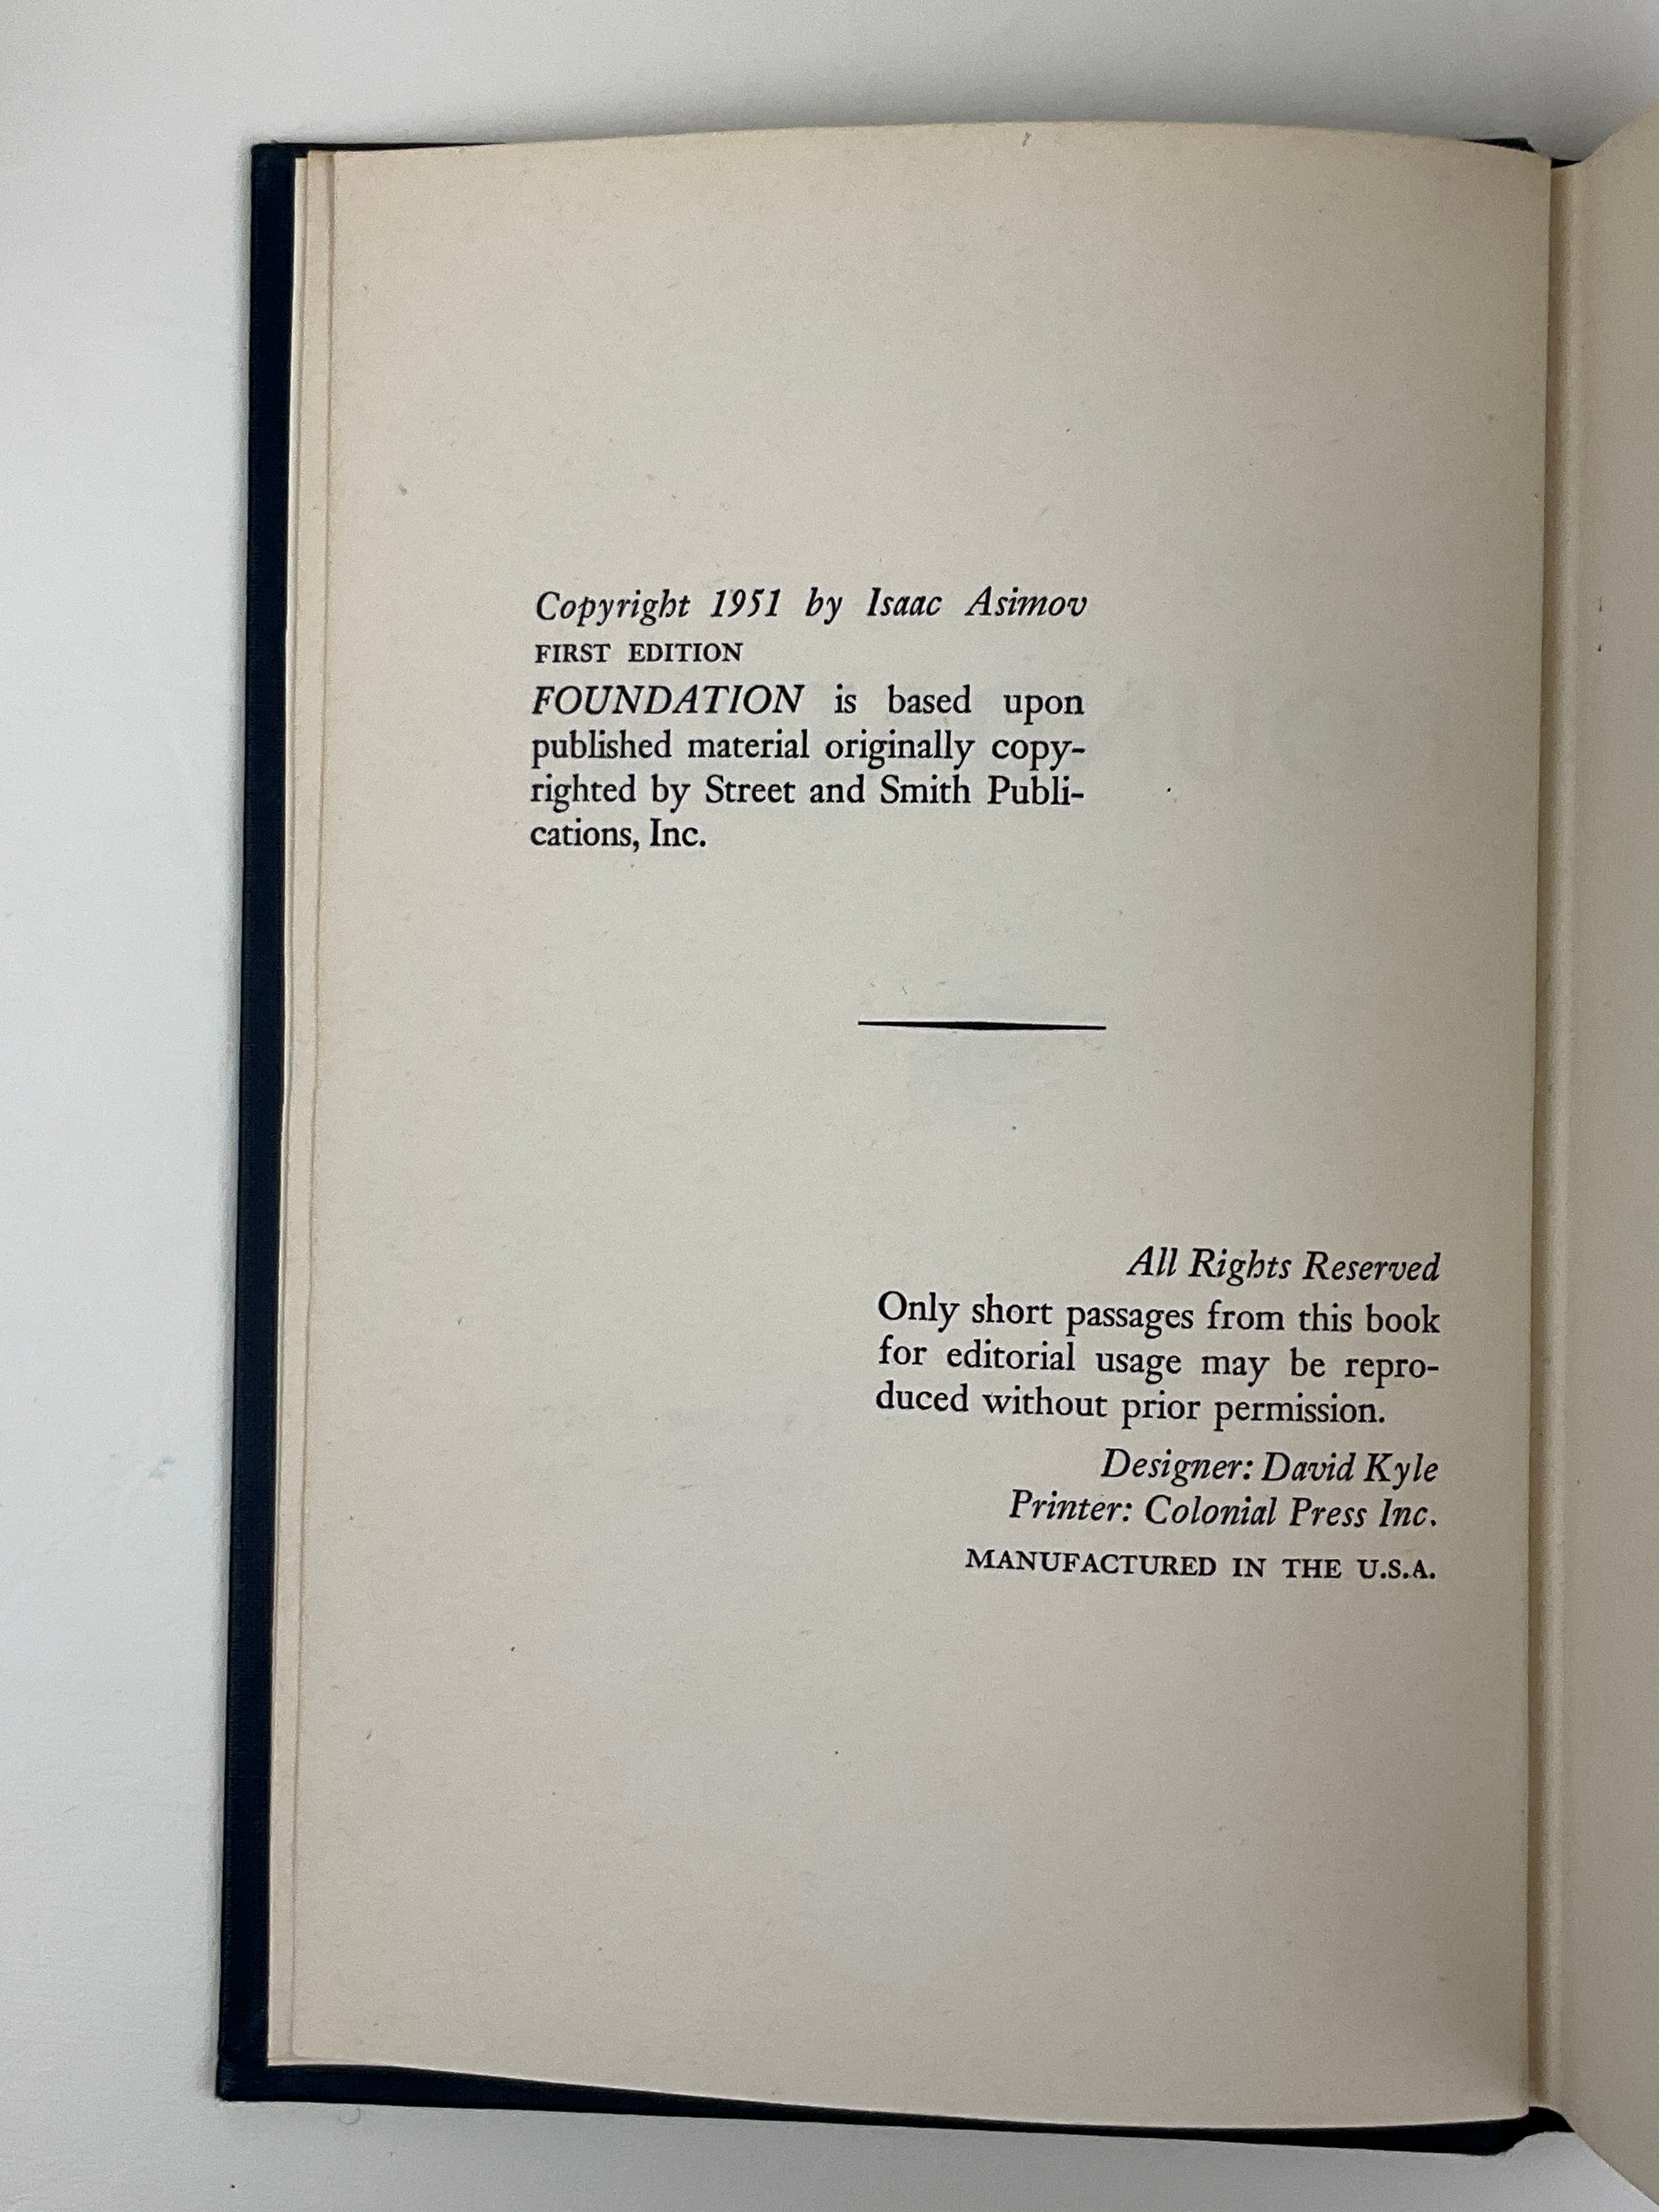 Copyright 1951 by Isaac Asimov
FIRST EDITION
FOUNDATION is based upon
published material originally copy-
righted by Street and Smith Publi-
cations, Inc.
All Rights Reserved
Only short passages from this book
for editorial usage may be repro-
duced without prior permission.
Designer: David Kyle
Printer: Colonial Press Inc.
MANUFACTURED IN THE U.S.A.